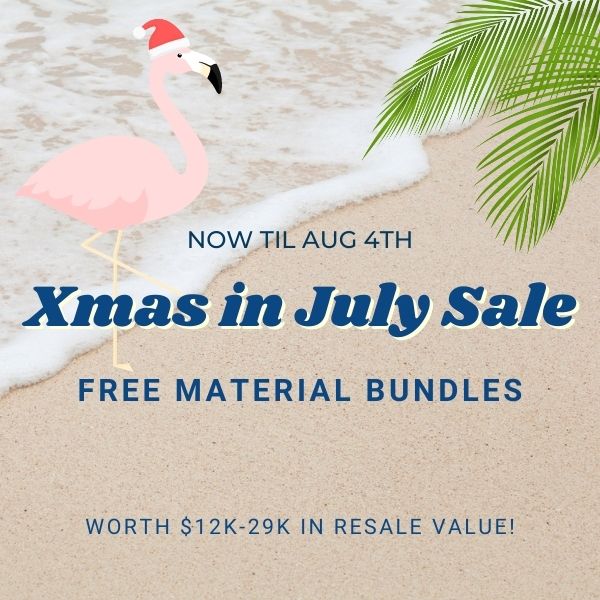 NOW TIL AUG 4TH
Xmas in July Sale
FREE MATERIAL BUNDLES
WORTH $12K-29K IN RESALE VALUE!